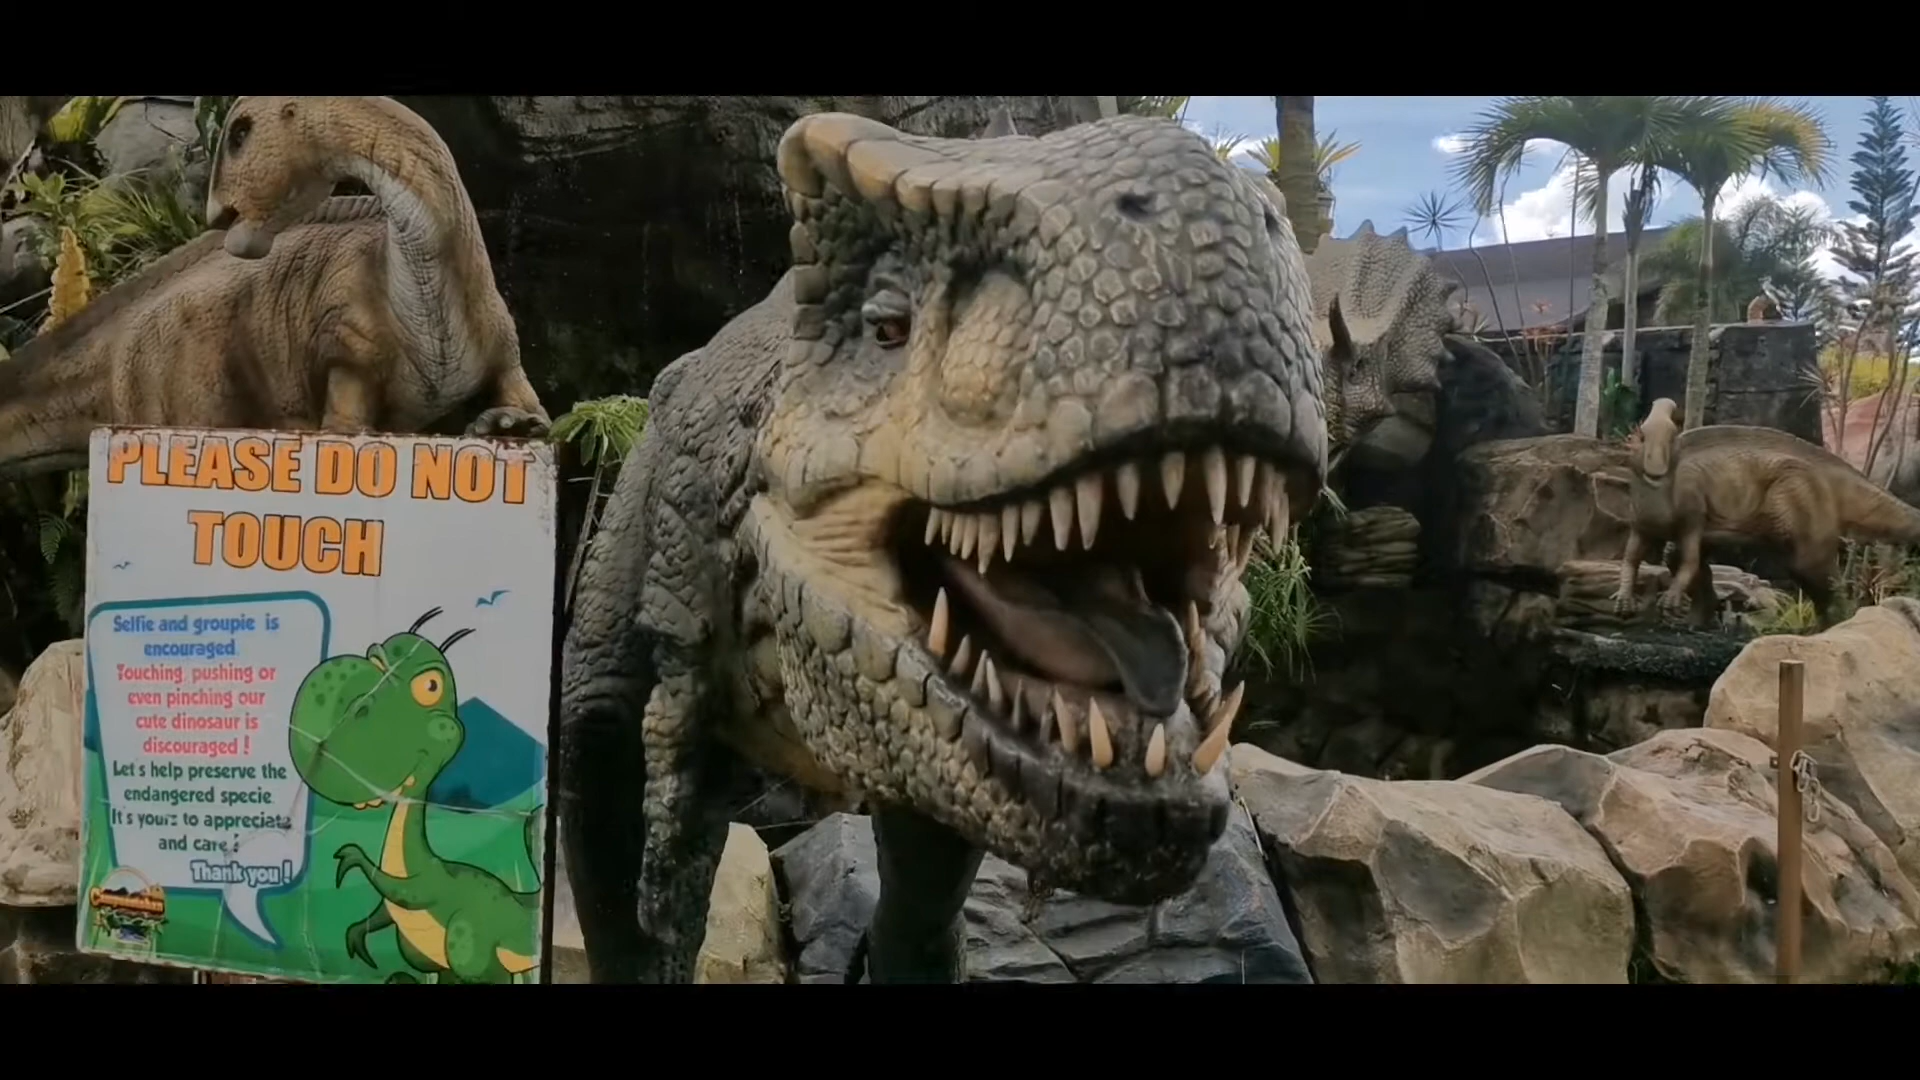 PLEASE DO NOT
TOUCH
Selfie and groupie is
encouraged.
Touching, pushing or
even pinching our
cute dinosaur is
discouraged !
Let s help preserve the
endangered specie.
It s yours to appreciate
and care !
Thank you !